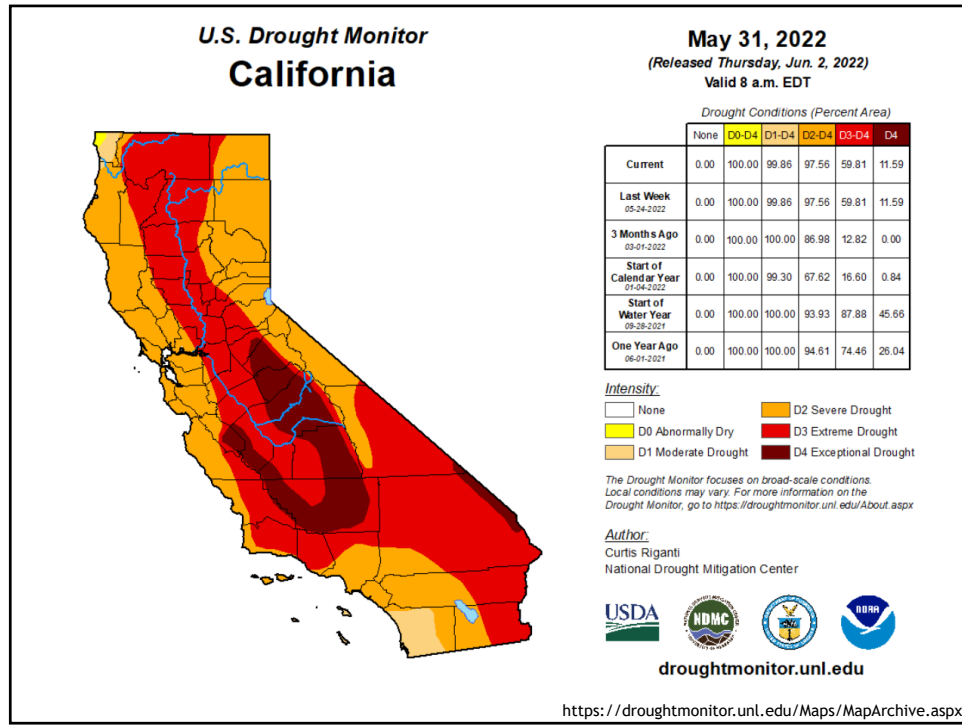 U.S. Drought Monitor
California
May 31, 2022
(Released Thursday, Jun. 2, 2022)
Valid 8 a.m. EDT
Drought Conditions (Percent Area)
None D0-D4 D1-D4 D2-D4 D3-D4 D4
Current 0.00 100.00 99.86 97.56 59.81 11.59
Last Week
05-24-2022
0.00 100.00 99.86 97.56 59.81 11.59
3 Months Ago
03-01-2022
0.00 100.00 100.00 86.98 12.82 0.00
Start of
Calendar Year
01-04-2022
0.00 100.00 99.30 67.62 16.60 0.84
Start of
Water Year
09-28-2021
0.00 100.00 100.00 93.93 87.88 45.66
One Year Ago
06-01-2021
0.00 100.00 100.00 94.61 74.46 26.04
Intensity:
None
D0 Abnormally Dry
D1 Moderate Drought
D2 Severe Drought
D3 Extreme Drought
D4 Exceptional Drought
The Drought Monitor focuses on broad-scale conditions.
Local conditions may vary. For more information on the
Drought Monitor, go to https://droughtmonitor.unl.edu/About.aspx
Author:
Curtis Riganti
National Drought Mitigation Center
USDA
NDMC
NOAA
droughtmonitor.unl.edu
https://droughtmonitor.unl.edu/Maps/MapArchive.aspx